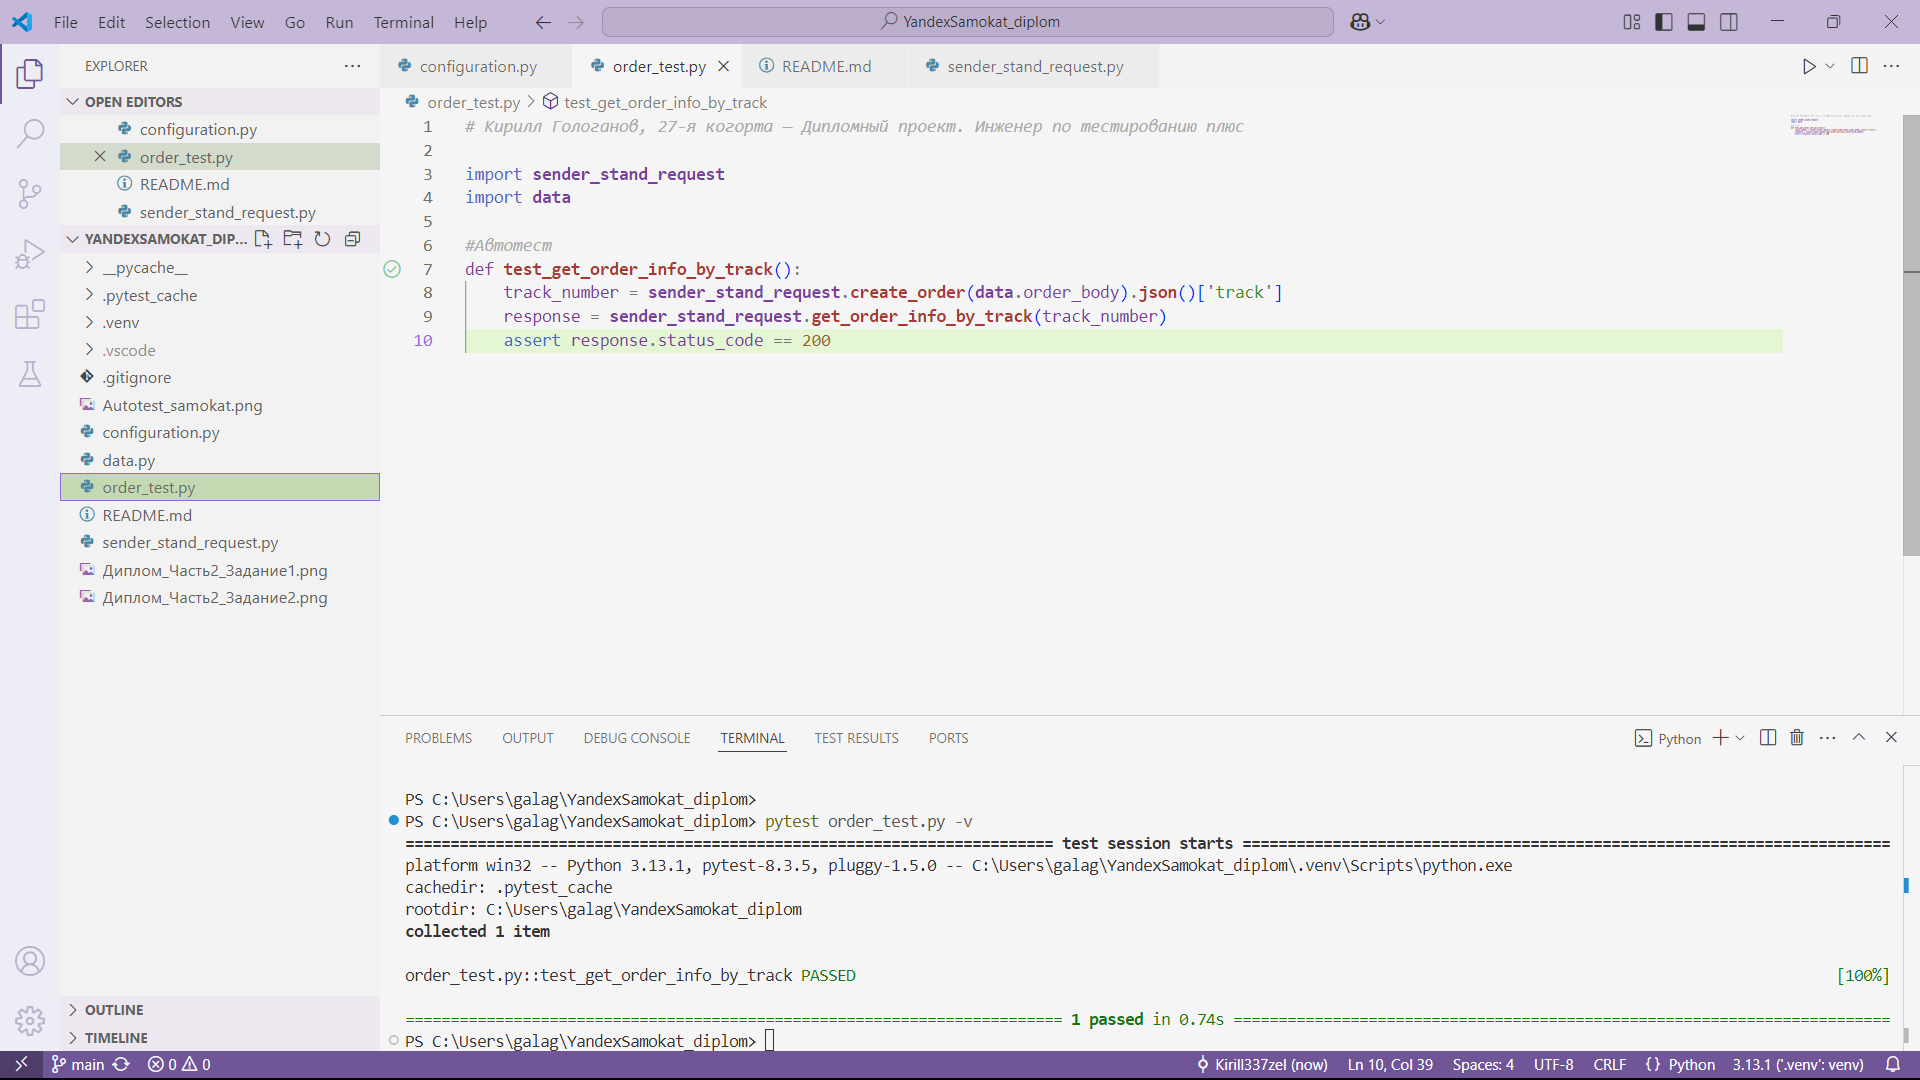 File Edit Selection View Go Run Terminal Help
YandexSamokat_diplom
EXPLORER
OPEN EDITORS
configuration.py
order_test.py
README.md
sender_stand_request.py
YANDEXSAMOKAT_DIP...
__pycache__
.pytest_cache
.venv
.vscode
.gitignore
Autotest_samokat.png
configuration.py
data.py
order_test.py
README.md
sender_stand_request.py
Диплом_Часть2_Задание1.png
Диплом_Часть2_Задание2.png
OUTLINE
TIMELINE
configuration.py order_test.py README.md sender_stand_request.py
order_test.py > test_get_order_info_by_track
1 # Кирилл Гологанов, 27-я когорта — Дипломный проект. Инженер по тестированию плюс
2
3 import sender_stand_request
4 import data
5
6 #Автотест
7 def test_get_order_info_by_track():
8 track_number = sender_stand_request.create_order(data.order_body).json()['track']
9 response = sender_stand_request.get_order_info_by_track(track_number)
10 assert response.status_code == 200
PROBLEMS OUTPUT DEBUG CONSOLE TERMINAL TEST RESULTS PORTS
Python
PS C:\Users\galag\YandexSamokat_diplom>
PS C:\Users\galag\YandexSamokat_diplom> pytest order_test.py -v
======================================================================== test session starts ========================================================================
platform win32 -- Python 3.13.1, pytest-8.3.5, pluggy-1.5.0 -- C:\Users\galag\YandexSamokat_diplom\.venv\Scripts\python.exe
cachedir: .pytest_cache
rootdir: C:\Users\galag\YandexSamokat_diplom
collected 1 item
order_test.py::test_get_order_info_by_track PASSED [100%]
========================================================================= 1 passed in 0.74s =========================================================================
PS C:\Users\galag\YandexSamokat_diplom>
main 0 0 Kirill337zel (now) Ln 10, Col 39 Spaces: 4 UTF-8 CRLF {} Python 3.13.1 ('.venv': venv)